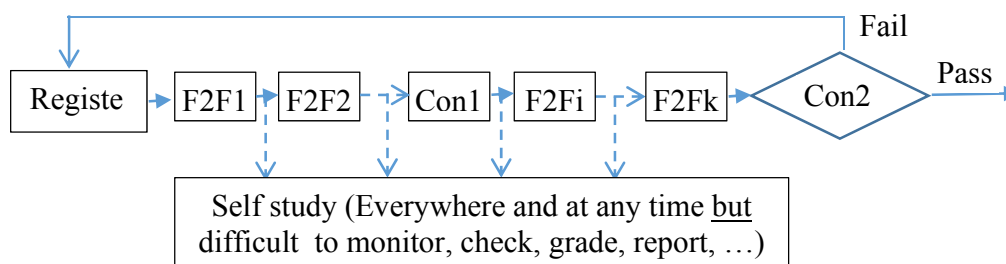 Fail
Registe
F2F1
F2F2
Con1
F2Fi
F2Fk
Con2
Pass
Self study (Everywhere and at any time but
difficult to monitor, check, grade, report, …)